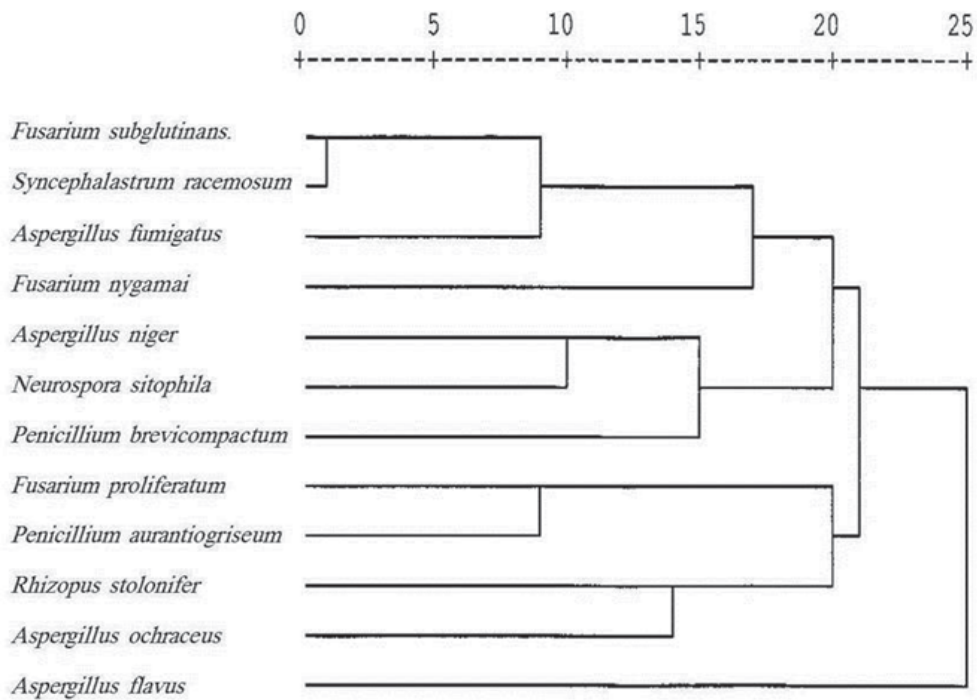 0 5 10 15 20 25
Fusarium subglutinans.
Syncephalastrum racemosum
Aspergillus fumigatus
Fusarium nygamai
Aspergillus niger
Neurospora sitophila
Penicillium brevicompactum
Fusarium proliferatum
Penicillium aurantiogriseum
Rhizopus stolonifer
Aspergillus ochraceus
Aspergillus flavus